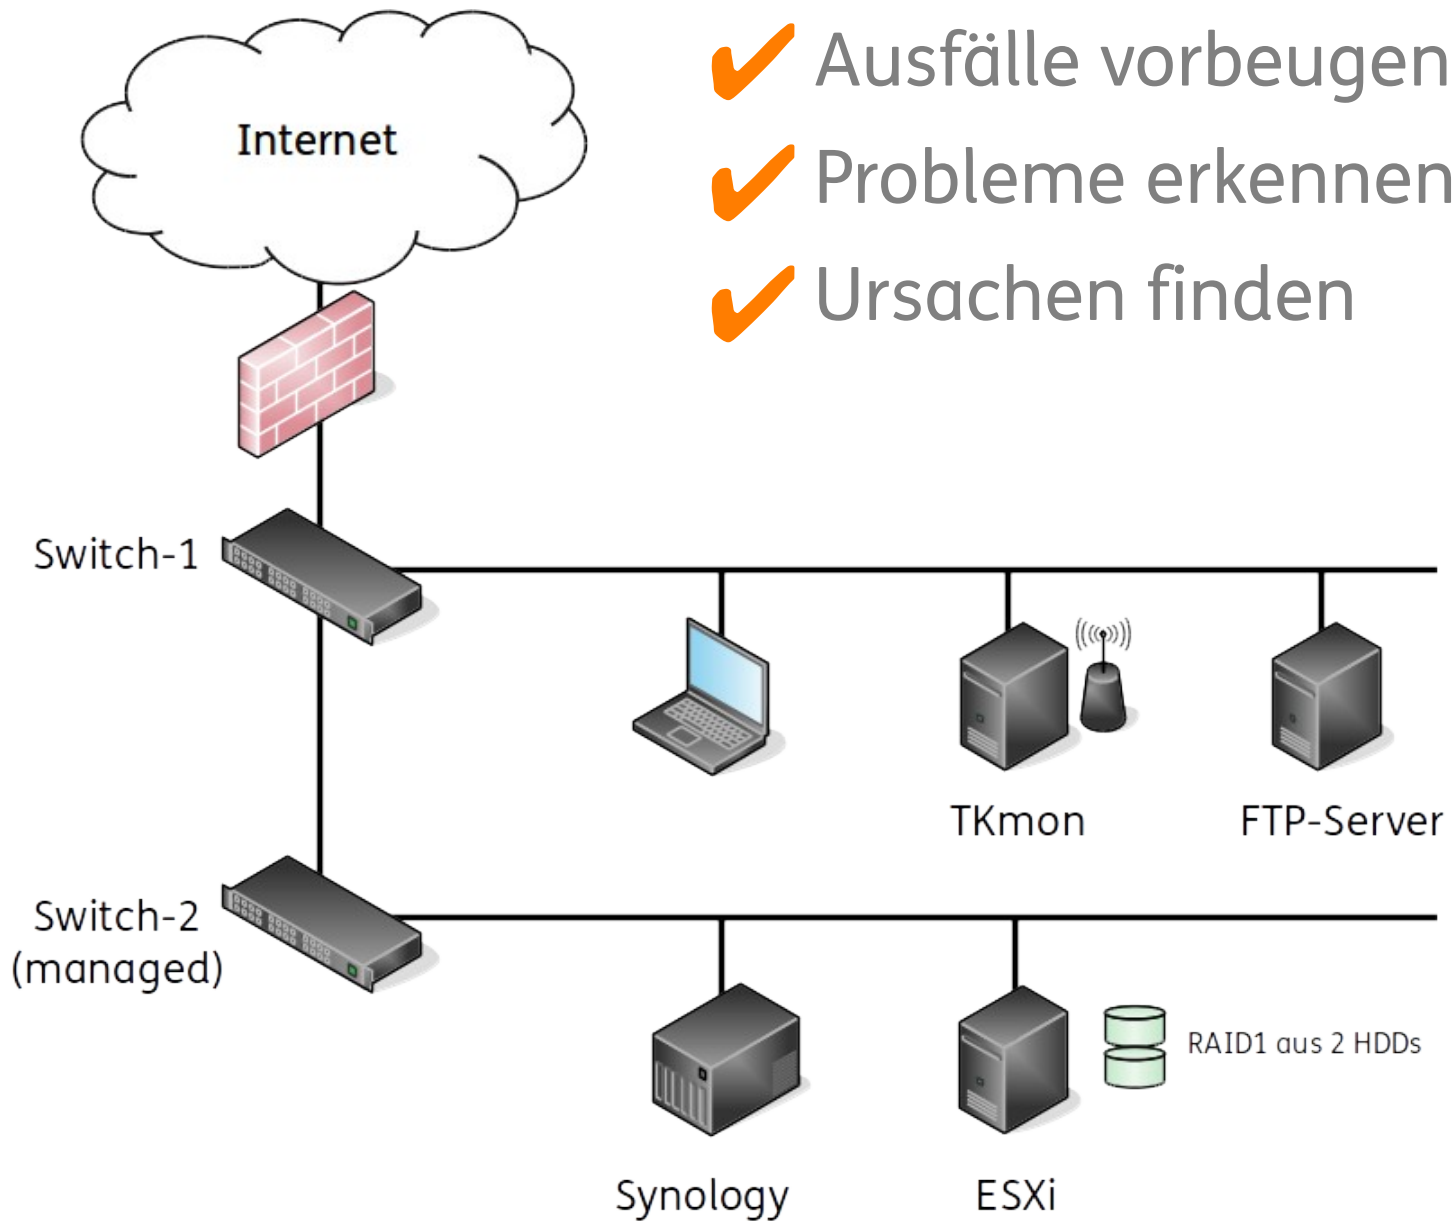 Ausfälle vorbeugen
Probleme erkennen
Ursachen finden
Internet
Switch-1
TKmon
FTP-Server
Switch-2
(managed)
RAID1 aus 2 HDDs
Synology
ESXi